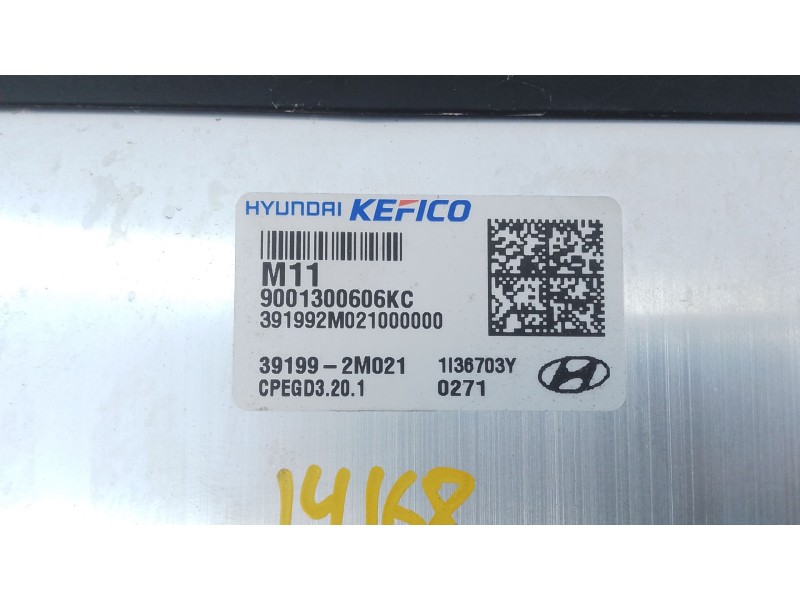 HYUNDAI KEFICO
M11
9001300606KC
391992M021000000
39199-2M021 1I36703Y
CPEGD3.20.1 0271
14168